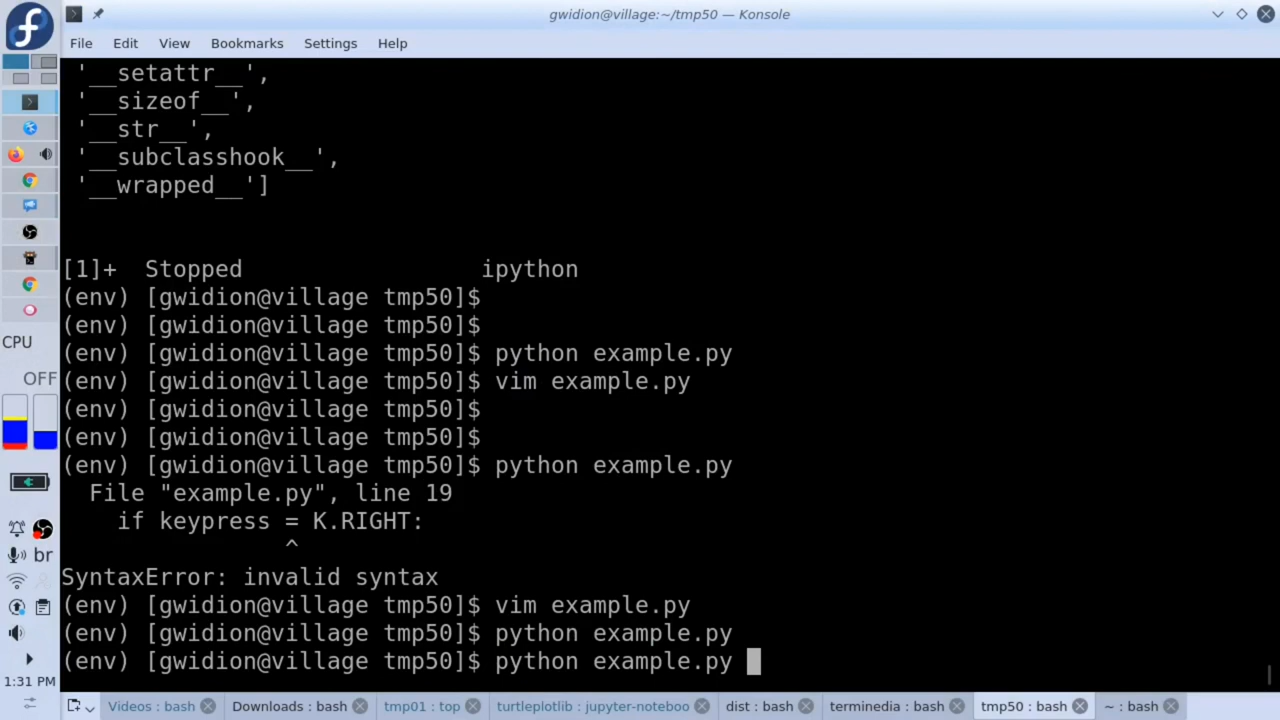 gwidion@village:~/tmp50 — Konsole
File Edit View Bookmarks Settings Help
'__setattr__',
'__sizeof__',
'__str__',
'__subclasshook__',
'__wrapped__']
[1]+  Stopped                 ipython
(env) [gwidion@village tmp50]$
(env) [gwidion@village tmp50]$
(env) [gwidion@village tmp50]$ python example.py
(env) [gwidion@village tmp50]$ vim example.py
(env) [gwidion@village tmp50]$
(env) [gwidion@village tmp50]$
(env) [gwidion@village tmp50]$ python example.py
  File "example.py", line 19
    if keypress = K.RIGHT:
                ^
SyntaxError: invalid syntax
(env) [gwidion@village tmp50]$ vim example.py
(env) [gwidion@village tmp50]$ python example.py
(env) [gwidion@village tmp50]$ python example.py
CPU
OFF
br
1:31 PM
Videos : bash Downloads : bash tmp01 : top turtleplotlib : jupyter-noteboo dist : bash terminedia : bash tmp50 : bash ~ : bash